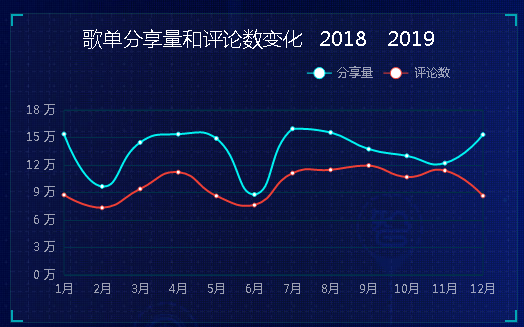 歌单分享量和评论数变化 2018 2019
分享量 评论数
18 万
15 万
12 万
9 万
6 万
3 万
0 万
1月 2月 3月 4月 5月 6月 7月 8月 9月 10月 11月 12月